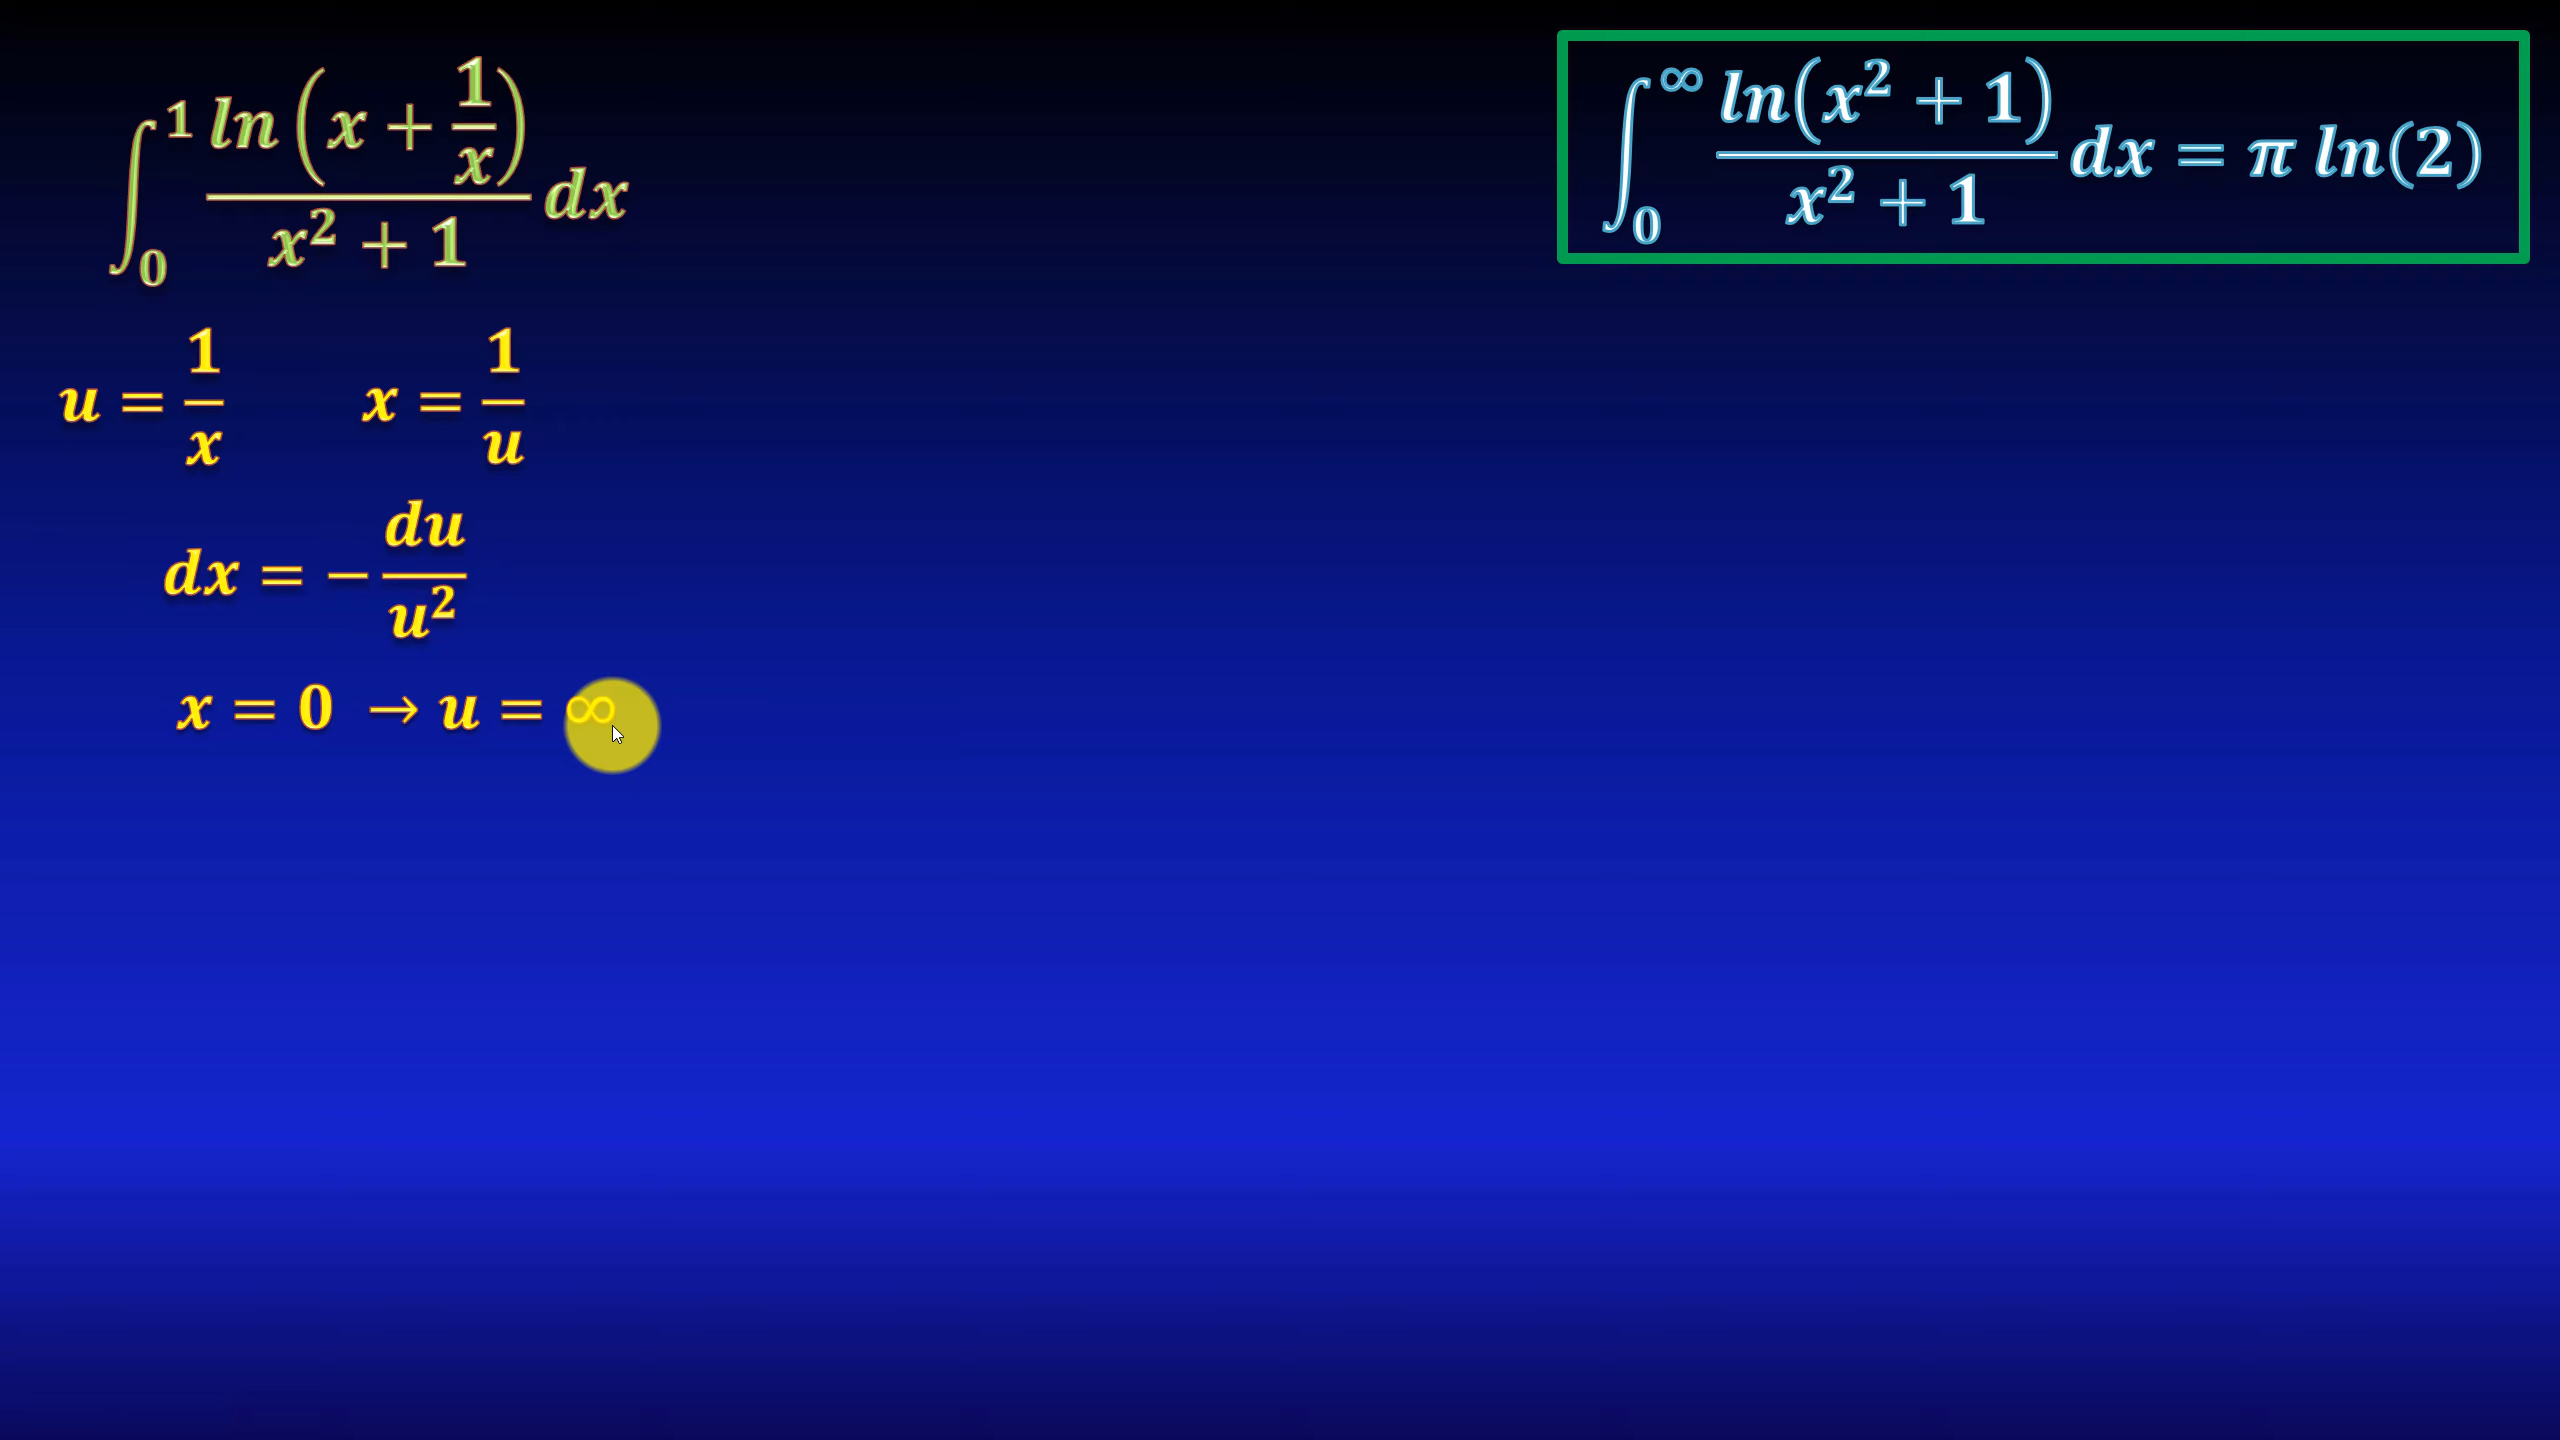 ∫₀¹ ln(x + 1/x) / (x² + 1) dx
∫₀^∞ ln(x² + 1) / (x² + 1) dx = π ln(2)
u = 1/x    x = 1/u
dx = − du/u²
x = 0 → u = ∞